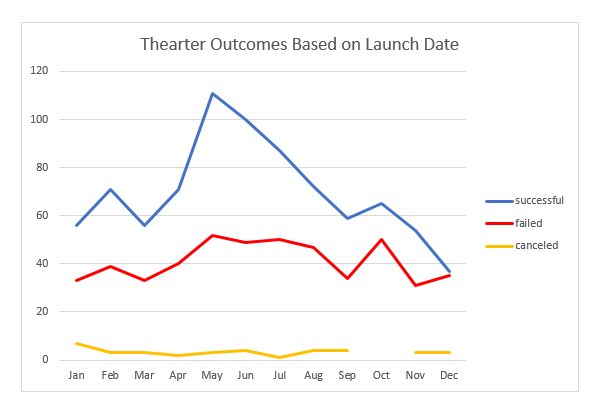 Thearter Outcomes Based on Launch Date
120
100
80
60
40
20
0
Jan Feb Mar Apr May Jun Jul Aug Sep Oct Nov Dec
successful
failed
canceled